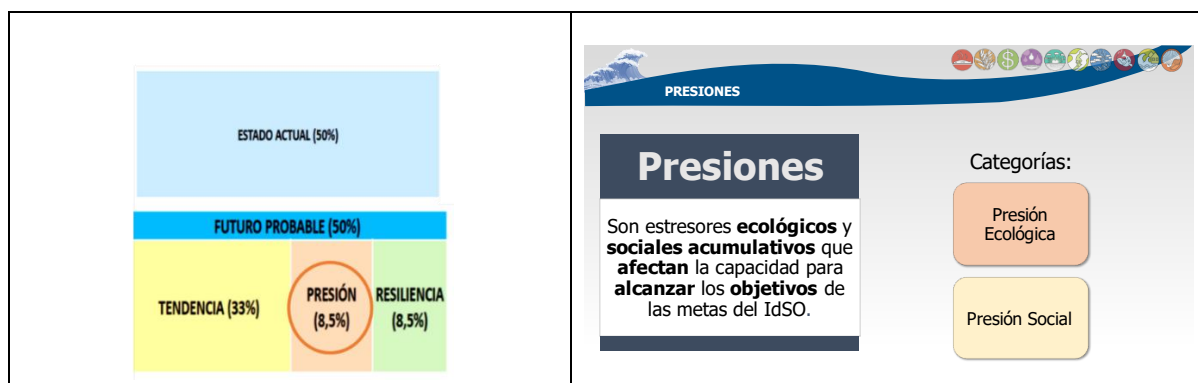 ESTADO ACTUAL (50%)
FUTURO PROBABLE (50%)
TENDENCIA (33%)
PRESIÓN
(8,5%)
RESILIENCIA
(8,5%)
PRESIONES
Presiones
Son estresores ecológicos y
sociales acumulativos que
afectan la capacidad para
alcanzar los objetivos de
las metas del IdSO.
Categorías:
Presión
Ecológica
Presión Social